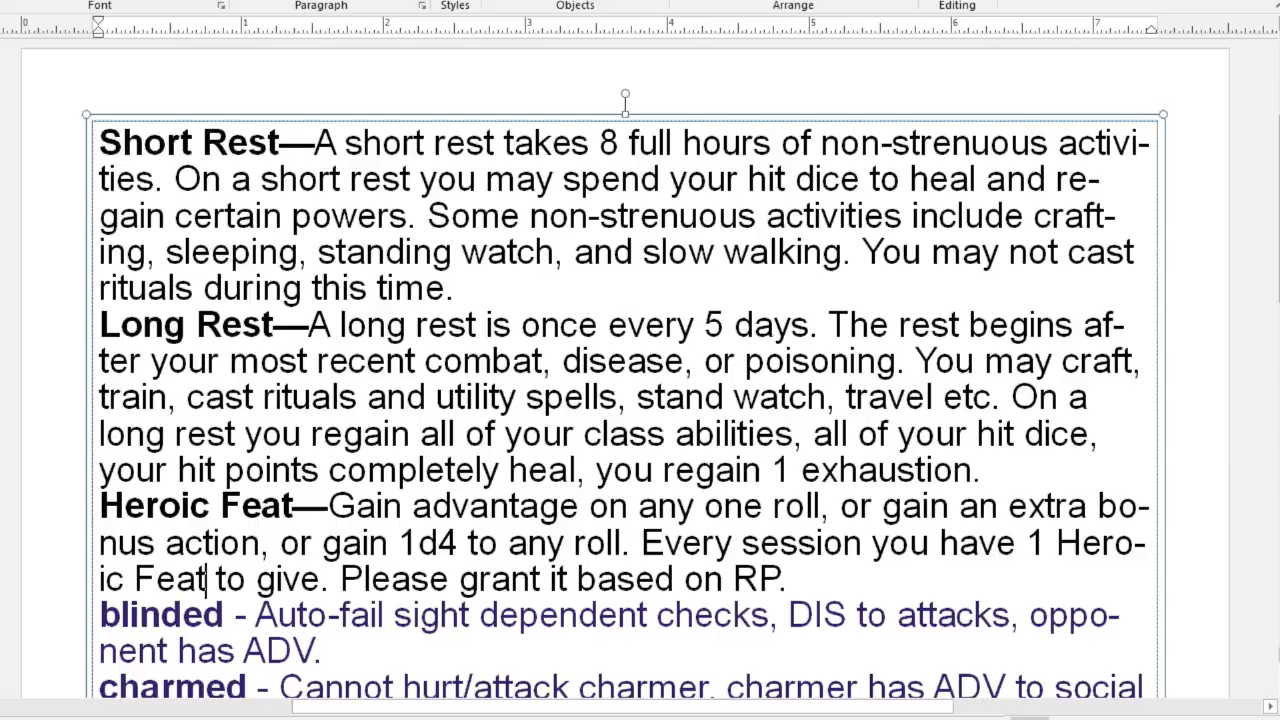 Font Paragraph Styles Objects Arrange Editing
0 1 2 3 4 5 6 7
Short Rest—A short rest takes 8 full hours of non-strenuous activi-
ties. On a short rest you may spend your hit dice to heal and re-
gain certain powers. Some non-strenuous activities include craft-
ing, sleeping, standing watch, and slow walking. You may not cast
rituals during this time.
Long Rest—A long rest is once every 5 days. The rest begins af-
ter your most recent combat, disease, or poisoning. You may craft,
train, cast rituals and utility spells, stand watch, travel etc. On a
long rest you regain all of your class abilities, all of your hit dice,
your hit points completely heal, you regain 1 exhaustion.
Heroic Feat—Gain advantage on any one roll, or gain an extra bo-
nus action, or gain 1d4 to any roll. Every session you have 1 Hero-
ic Feat to give. Please grant it based on RP.
blinded - Auto-fail sight dependent checks, DIS to attacks, oppo-
nent has ADV.
charmed - Cannot hurt/attack charmer, charmer has ADV to social